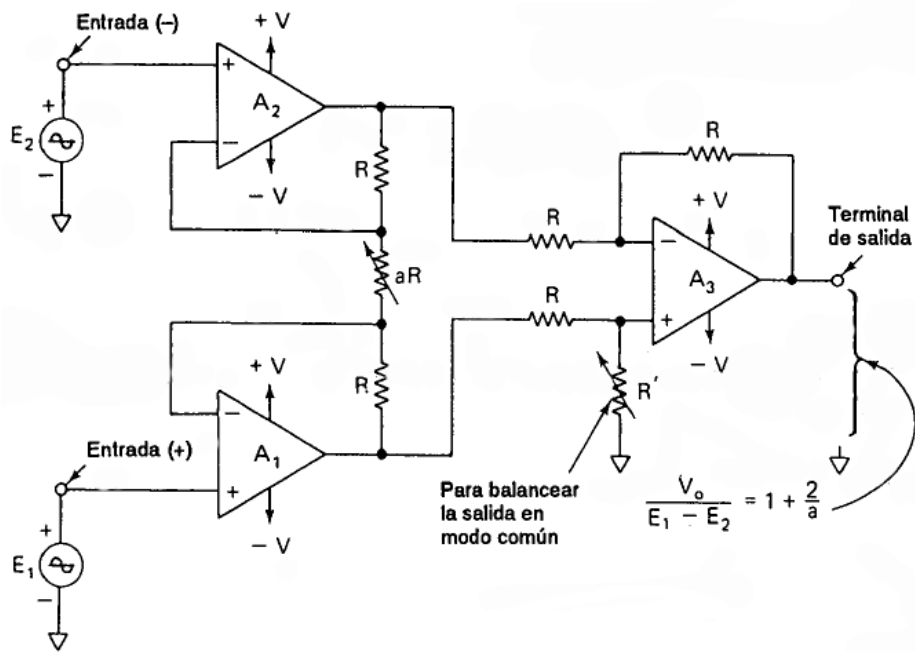 Entrada (–)
+ V
+
A₂
–
+
E₂
–
– V
R
R
aR
R
R
+ V
–
A₃
+
– V
Terminal
de salida
+ V
R
–
A₁
+
– V
R′
Entrada (+)
+
E₁
–
Para balancear
la salida en
modo común
Vₒ / E₁ – E₂ = 1 + 2/a